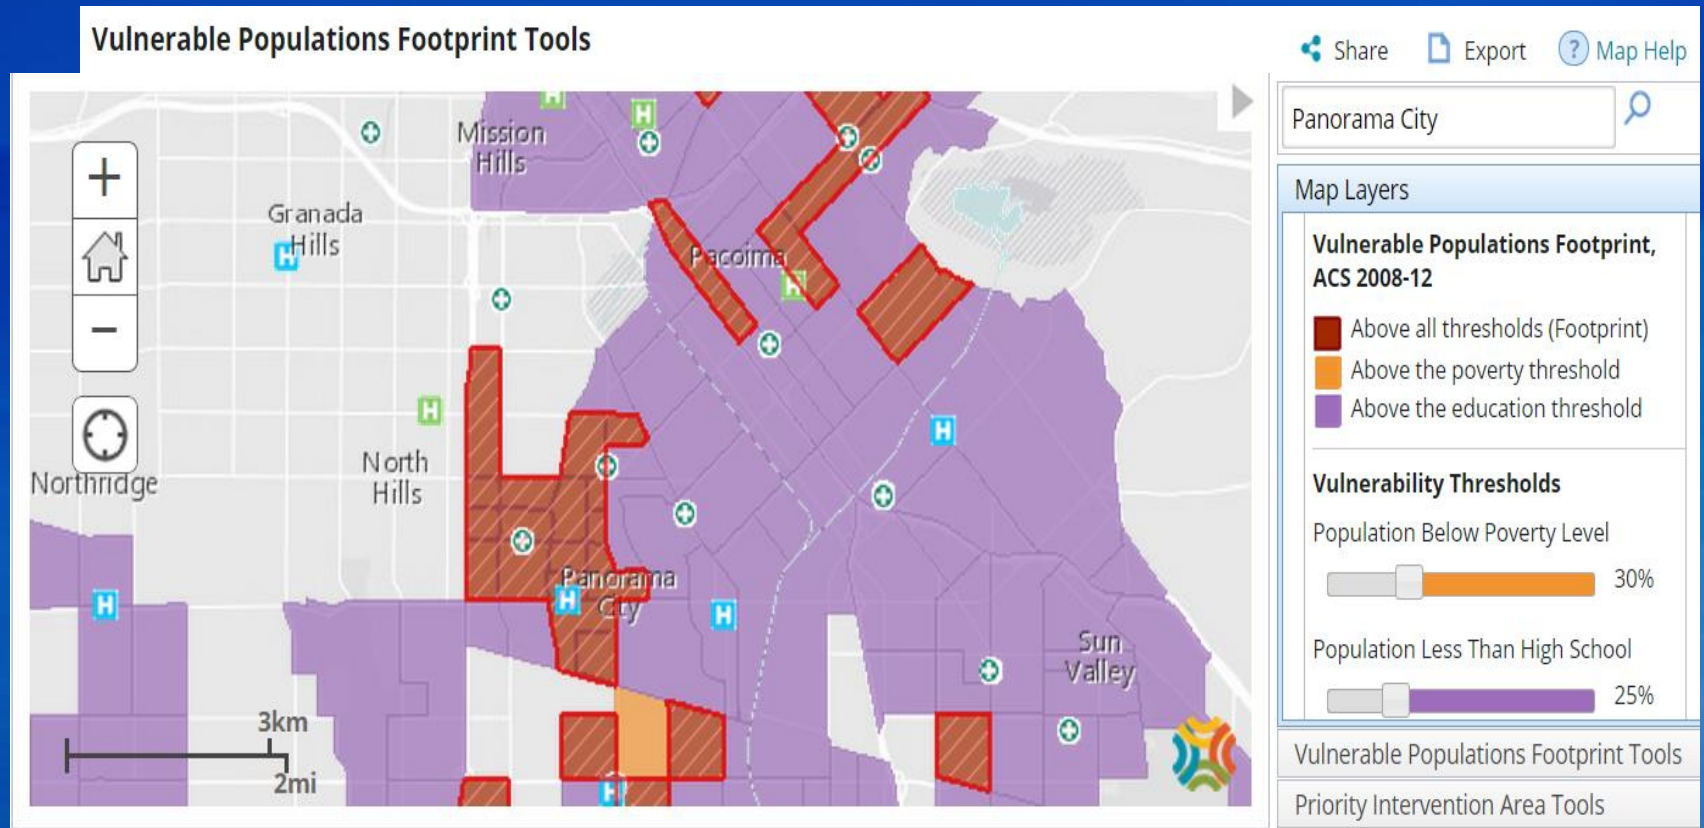 Vulnerable Populations Footprint Tools
Share Export ? Map Help
Panorama City
Map Layers
Vulnerable Populations Footprint,
ACS 2008-12
Above all thresholds (Footprint)
Above the poverty threshold
Above the education threshold
Vulnerability Thresholds
Population Below Poverty Level
30%
Population Less Than High School
25%
Vulnerable Populations Footprint Tools
Priority Intervention Area Tools
+
−
H
H
Mission
Hills
Granada
Hills
H
Pacoima
H
H
H
North
Hills
Northridge
Panorama
City
H
H
H
Sun
Valley
3km
2mi
H